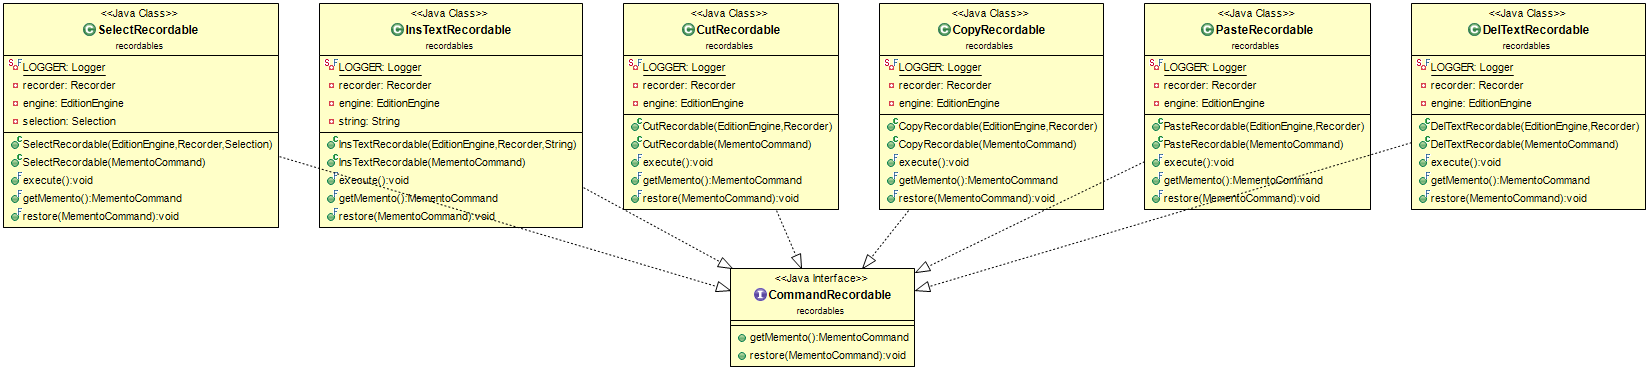 <<Java Class>>
SelectRecordable
recordables
LOGGER: Logger
recorder: Recorder
engine: EditionEngine
selection: Selection
SelectRecordable(EditionEngine,Recorder,Selection)
SelectRecordable(MementoCommand)
execute():void
getMemento():MementoCommand
restore(MementoCommand):void
<<Java Class>>
InsTextRecordable
recordables
LOGGER: Logger
recorder: Recorder
engine: EditionEngine
string: String
InsTextRecordable(EditionEngine,Recorder,String)
InsTextRecordable(MementoCommand)
execute():void
getMemento():MementoCommand
restore(MementoCommand):void
<<Java Class>>
CutRecordable
recordables
LOGGER: Logger
recorder: Recorder
engine: EditionEngine
CutRecordable(EditionEngine,Recorder)
CutRecordable(MementoCommand)
execute():void
getMemento():MementoCommand
restore(MementoCommand):void
<<Java Class>>
CopyRecordable
recordables
LOGGER: Logger
recorder: Recorder
engine: EditionEngine
CopyRecordable(EditionEngine,Recorder)
CopyRecordable(MementoCommand)
execute():void
getMemento():MementoCommand
restore(MementoCommand):void
<<Java Class>>
PasteRecordable
recordables
LOGGER: Logger
recorder: Recorder
engine: EditionEngine
PasteRecordable(EditionEngine,Recorder)
PasteRecordable(MementoCommand)
execute():void
getMemento():MementoCommand
restore(MementoCommand):void
<<Java Class>>
DelTextRecordable
recordables
LOGGER: Logger
recorder: Recorder
engine: EditionEngine
DelTextRecordable(EditionEngine,Recorder)
DelTextRecordable(MementoCommand)
execute():void
getMemento():MementoCommand
restore(MementoCommand):void
<<Java Interface>>
CommandRecordable
recordables
getMemento():MementoCommand
restore(MementoCommand):void